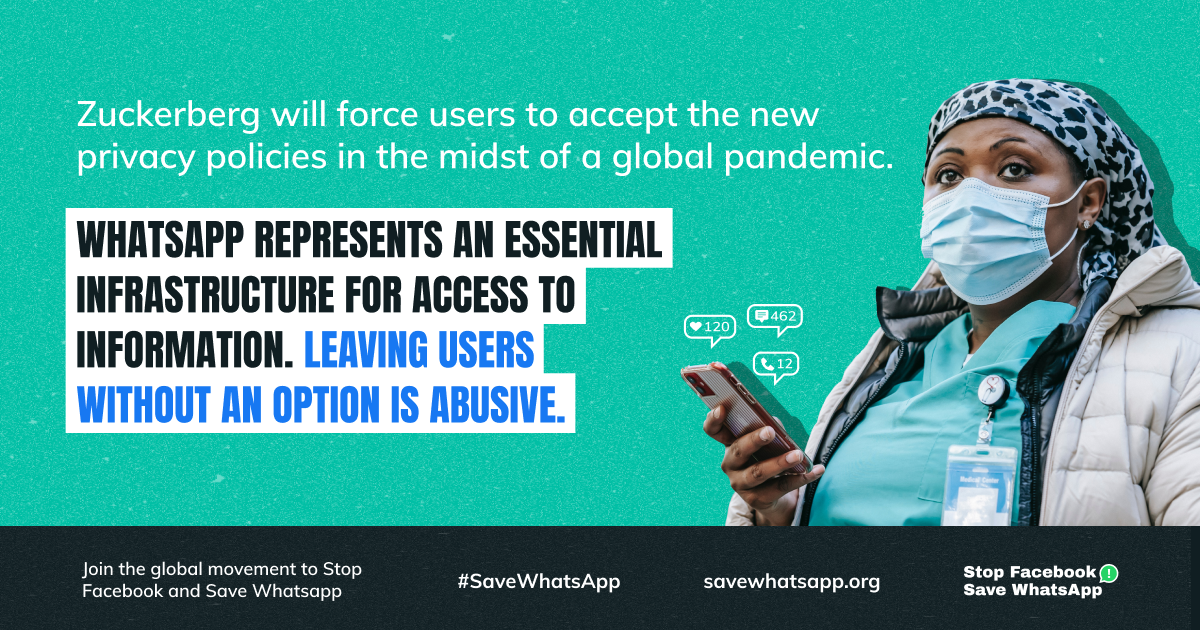 Zuckerberg will force users to accept the new
privacy policies in the midst of a global pandemic.
WHATSAPP REPRESENTS AN ESSENTIAL
INFRASTRUCTURE FOR ACCESS TO
INFORMATION. LEAVING USERS
WITHOUT AN OPTION IS ABUSIVE.
120
462
12
Medical Center
Join the global movement to Stop
Facebook and Save Whatsapp
#SaveWhatsApp
savewhatsapp.org
Stop Facebook
Save WhatsApp